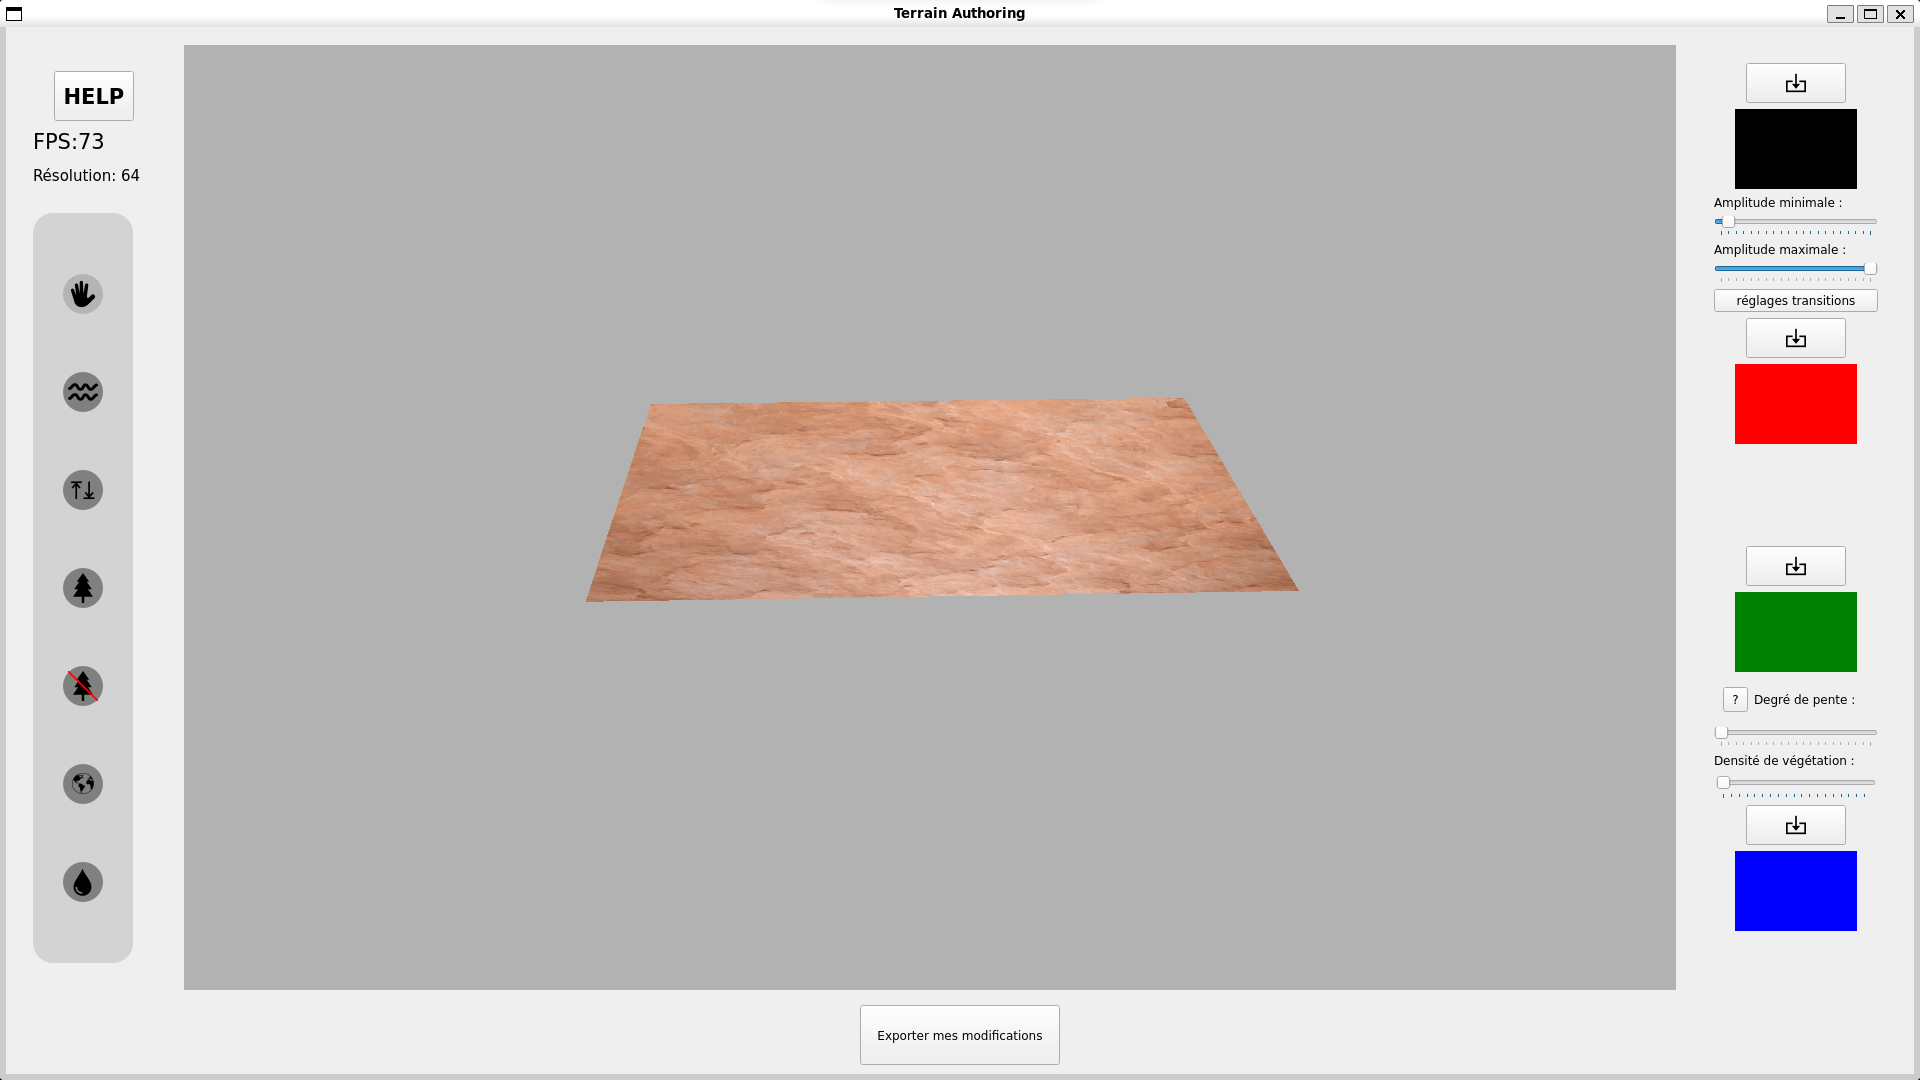 Terrain Authoring
HELP
FPS:73
Résolution: 64
Amplitude minimale :
Amplitude maximale :
réglages transitions
? Degré de pente :
Densité de végétation :
Exporter mes modifications